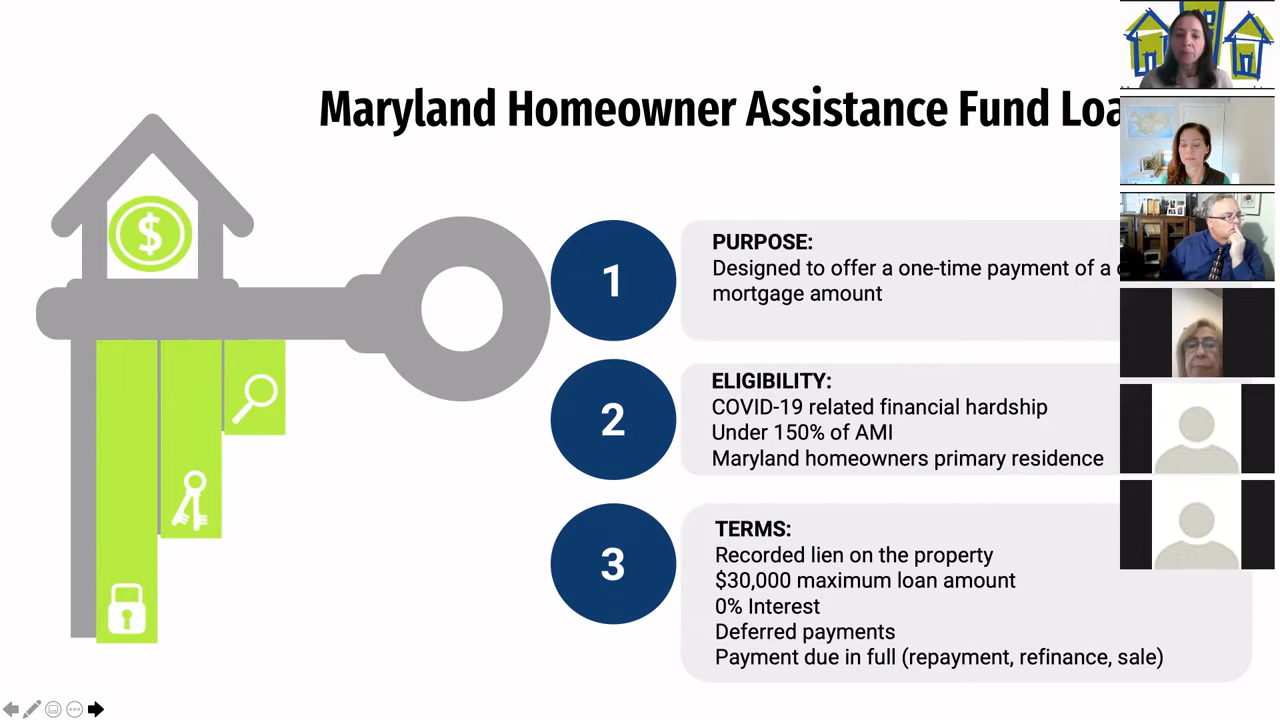 Maryland Homeowner Assistance Fund
1
PURPOSE:
Designed to offer a one-time payment of a
mortgage amount
2
ELIGIBILITY:
COVID-19 related financial hardship
Under 150% of AMI
Maryland homeowners primary residence
3
TERMS:
Recorded lien on the property
$30,000 maximum loan amount
0% Interest
Deferred payments
Payment due in full (repayment, refinance, sale)
$